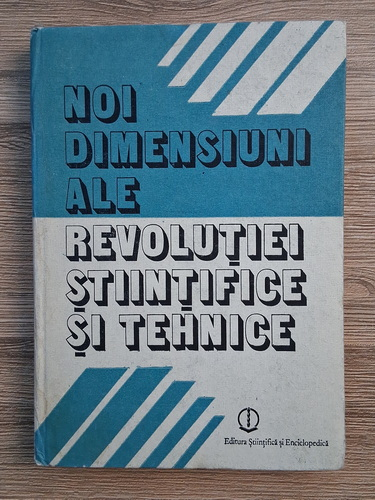 NOI
DIMENSIUNI
ALE
REVOLUȚIEI
ȘTIINȚIFICE
ȘI TEHNICE
Editura Științifică și Enciclopedică